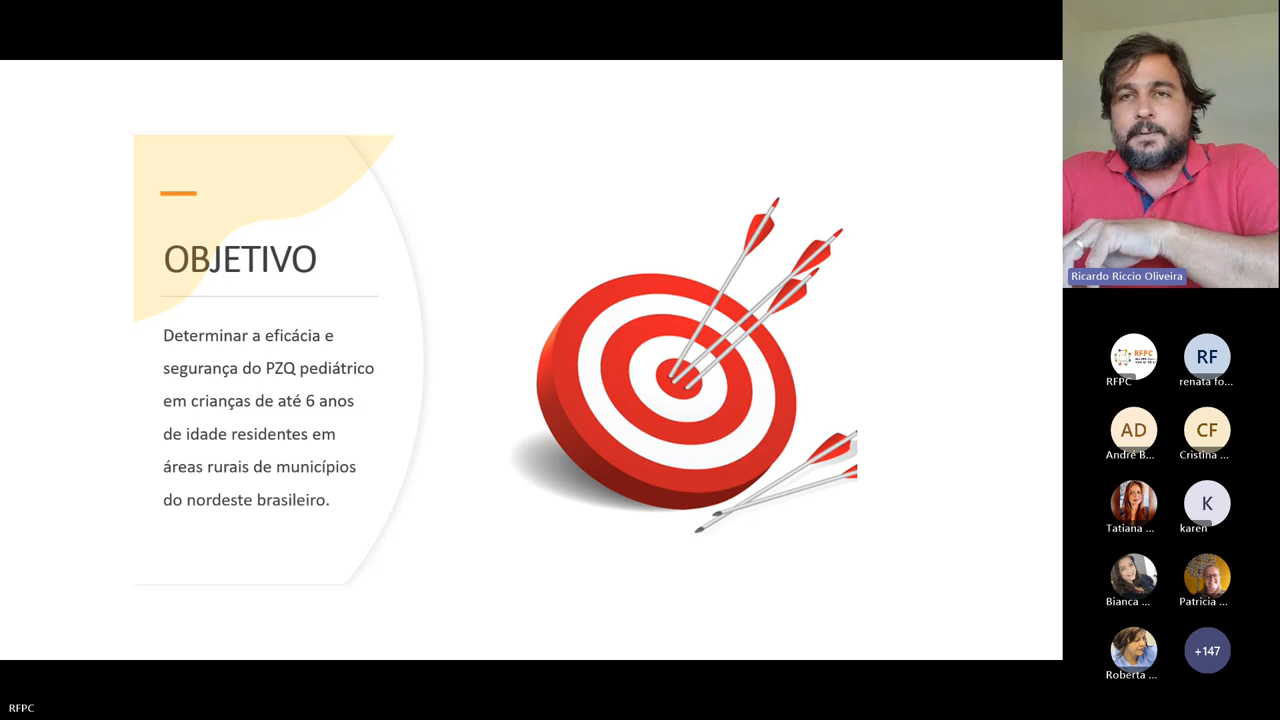 OBJETIVO
Determinar a eficácia e
segurança do PZQ pediátrico
em crianças de até 6 anos
de idade residentes em
áreas rurais de municípios
do nordeste brasileiro.
Ricardo Riccio Oliveira
RFPC
RFPC
RF
renata fo...
AD
André B...
CF
Cristina ...
Tatiana ...
K
karen
Bianca ...
Patricia ...
Roberta ...
+147
RFPC